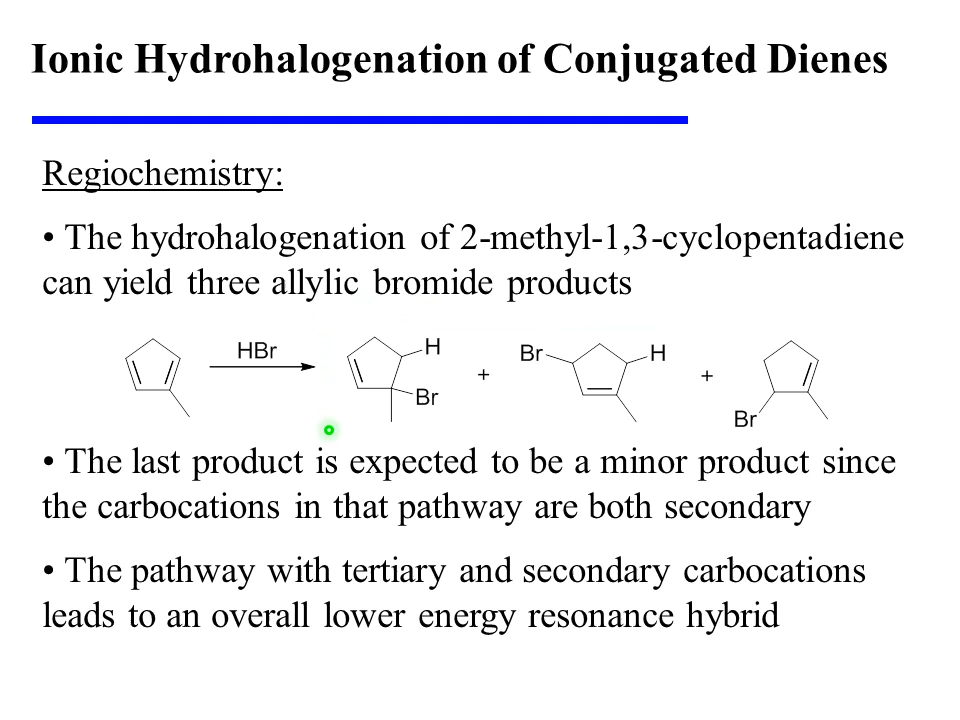 Ionic Hydrohalogenation of Conjugated Dienes
Regiochemistry:
• The hydrohalogenation of 2-methyl-1,3-cyclopentadiene
can yield three allylic bromide products
HBr
H
Br
+
Br
H
+
Br
• The last product is expected to be a minor product since
the carbocations in that pathway are both secondary
• The pathway with tertiary and secondary carbocations
leads to an overall lower energy resonance hybrid